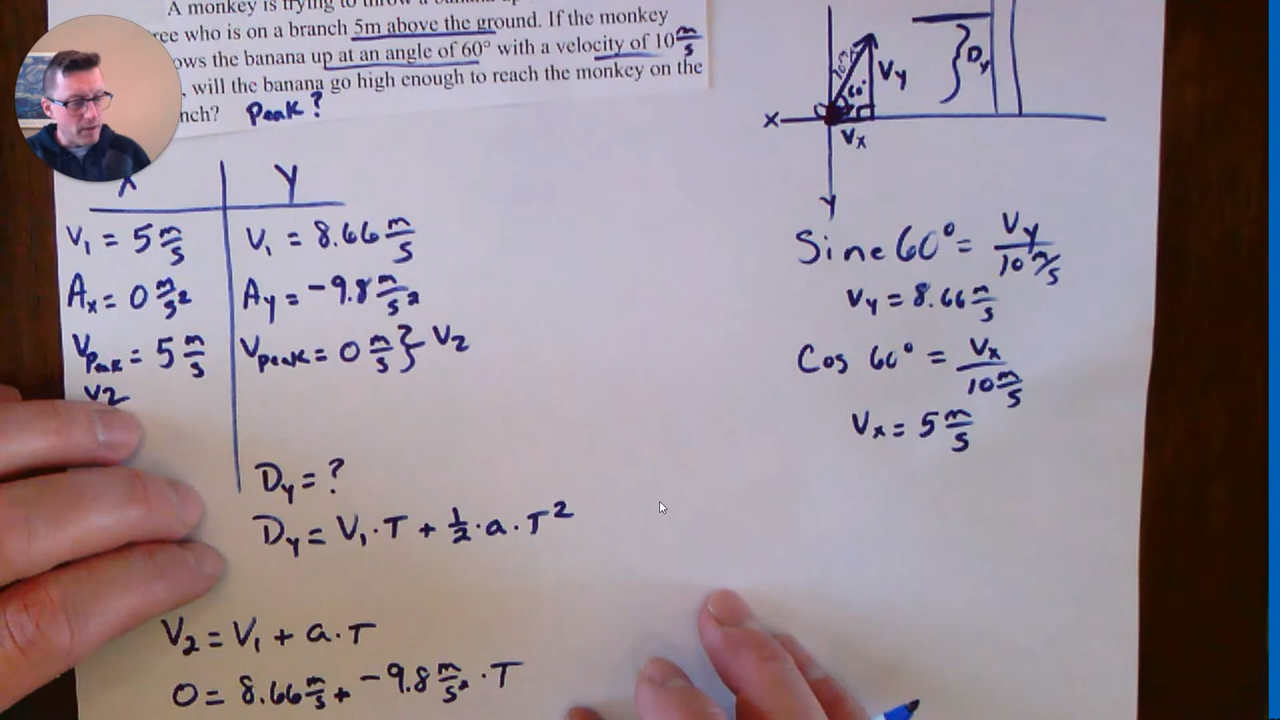 A monkey is trying to throw a banana up
ree who is on a branch 5m above the ground. If the monkey
ows the banana up at an angle of 60° with a velocity of 10 m/s
, will the banana go high enough to reach the monkey on the
nch? Peak?
10 m/s
60°
Vy
Dy
X
Vx
Y
X | Y
V₁ = 5 m/s
V₁ = 8.66 m/s
Ax = 0 m/s²
Ay = -9.8 m/s²
Vpeak = 5 m/s
Vpeak = 0 m/s } V₂
V2
Dy = ?
Dy = V₁·T + ½·a·T²
V₂ = V₁ + a·T
0 = 8.66 m/s + -9.8 m/s² · T
Sine 60° = Vy / 10 m/s
Vy = 8.66 m/s
Cos 60° = Vx / 10 m/s
Vx = 5 m/s